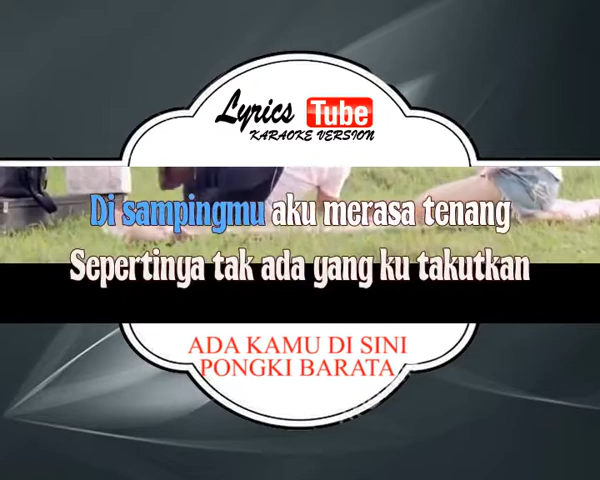 Lyrics Tube
KARAOKE VERSION
Di sampingmu aku merasa tenang
Sepertinya tak ada yang ku takutkan
ADA KAMU DI SINI
PONGKI BARATA